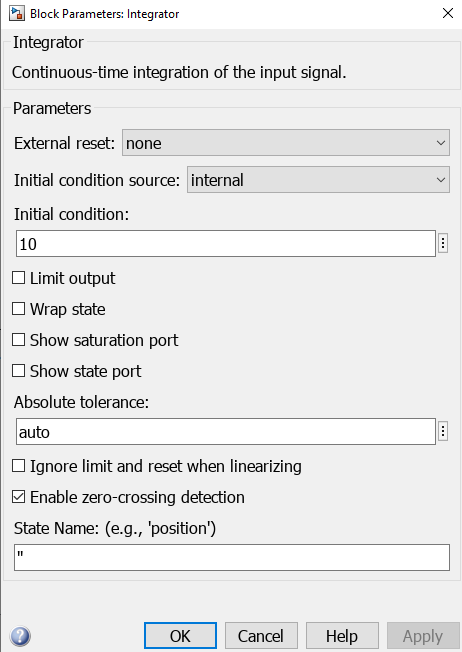 Block Parameters: Integrator
Integrator
Continuous-time integration of the input signal.
Parameters
External reset: none
Initial condition source: internal
Initial condition:
10
Limit output
Wrap state
Show saturation port
Show state port
Absolute tolerance:
auto
Ignore limit and reset when linearizing
Enable zero-crossing detection
State Name: (e.g., 'position')
''
? OK Cancel Help Apply